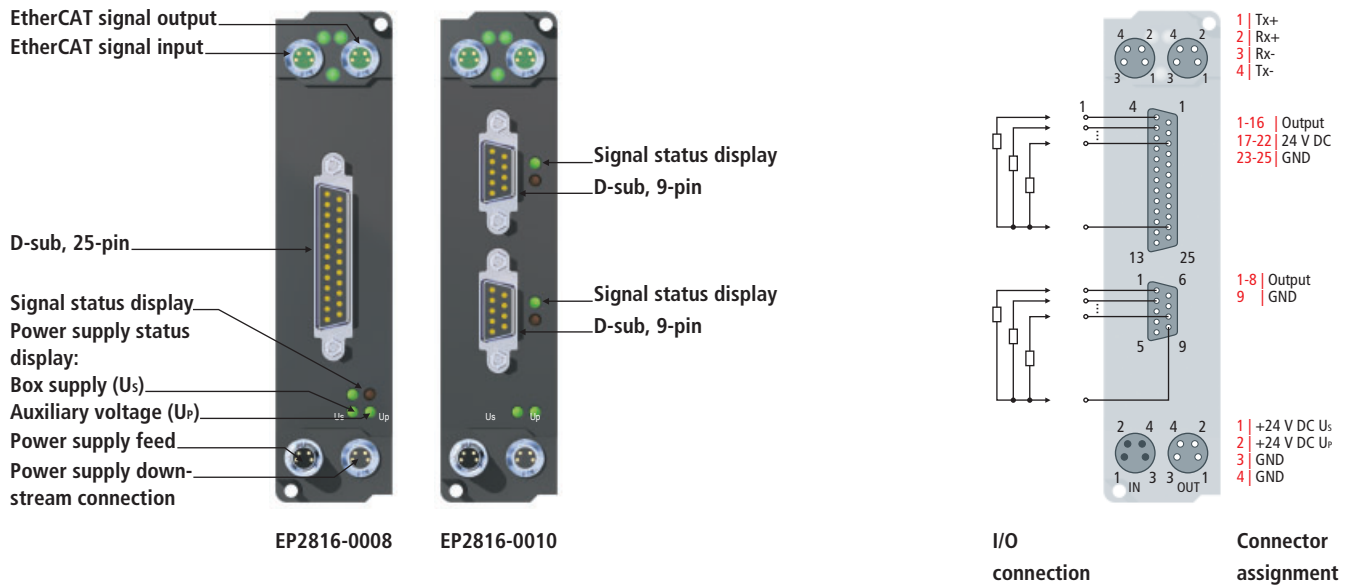 EtherCAT signal output
EtherCAT signal input
D-sub, 25-pin
Signal status display
Power supply status
display:
Box supply (Us)
Auxiliary voltage (UP)
Power supply feed
Power supply down-
stream connection
Us Up
EP2816-0008
Us Up
Signal status display
D-sub, 9-pin
Signal status display
D-sub, 9-pin
EP2816-0010
4 2 4 2
3 1 3 1
1 4 1
13 25
1 6
5 9
2 4 4 2
1 3 3 1
IN OUT
I/O
connection
1 | Tx+
2 | Rx+
3 | Rx-
4 | Tx-
1-16 | Output
17-22 | 24 V DC
23-25 | GND
1-8 | Output
9 | GND
1 | +24 V DC Us
2 | +24 V DC UP
3 | GND
4 | GND
Connector
assignment